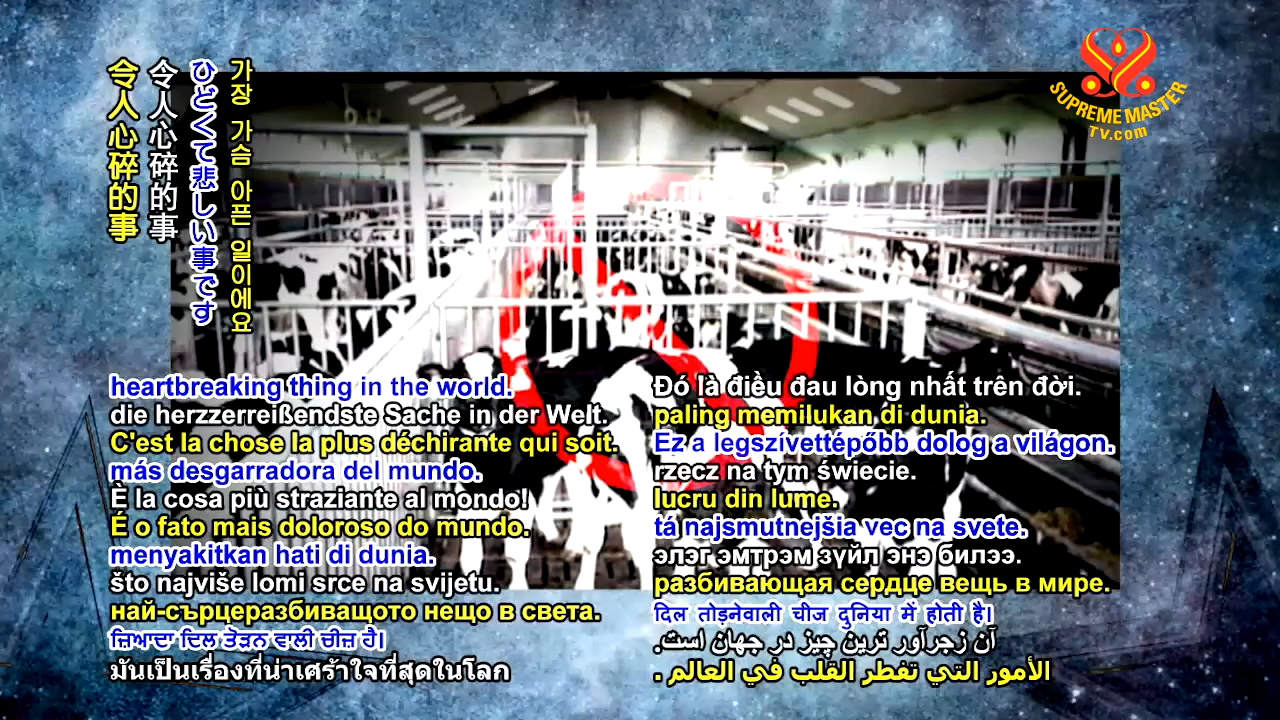 令人心碎的事
令人心碎的事
ひどくて悲しい事です
가장 가슴 아픈 일이에요
SUPREME MASTER
TV.com
heartbreaking thing in the world.
die herzzerreißendste Sache in der Welt.
C'est la chose la plus déchirante qui soit.
más desgarradora del mundo.
È la cosa più straziante al mondo!
É o fato mais doloroso do mundo.
menyakitkan hati di dunia.
što najviše lomi srce na svijetu.
най-сърцеразбиващото нещо в света.
ਜ਼ਿਆਦਾ ਦਿਲ ਤੋੜਨ ਵਾਲੀ ਚੀਜ਼ ਹੈ।
มันเป็นเรื่องที่น่าเศร้าใจที่สุดในโลก
Đó là điều đau lòng nhất trên đời.
paling memilukan di dunia.
Ez a legszívettépőbb dolog a világon.
rzecz na tym świecie.
lucru din lume.
tá najsmutnejšia vec na svete.
элэг эмтрэм зүйл энэ билээ.
разбивающая сердце вещь в мире.
दिल तोड़नेवाली चीज दुनिया में होती है।
آن زجرآور ترین چیز در جهان است.
الأمور التي تفطر القلب في العالم .